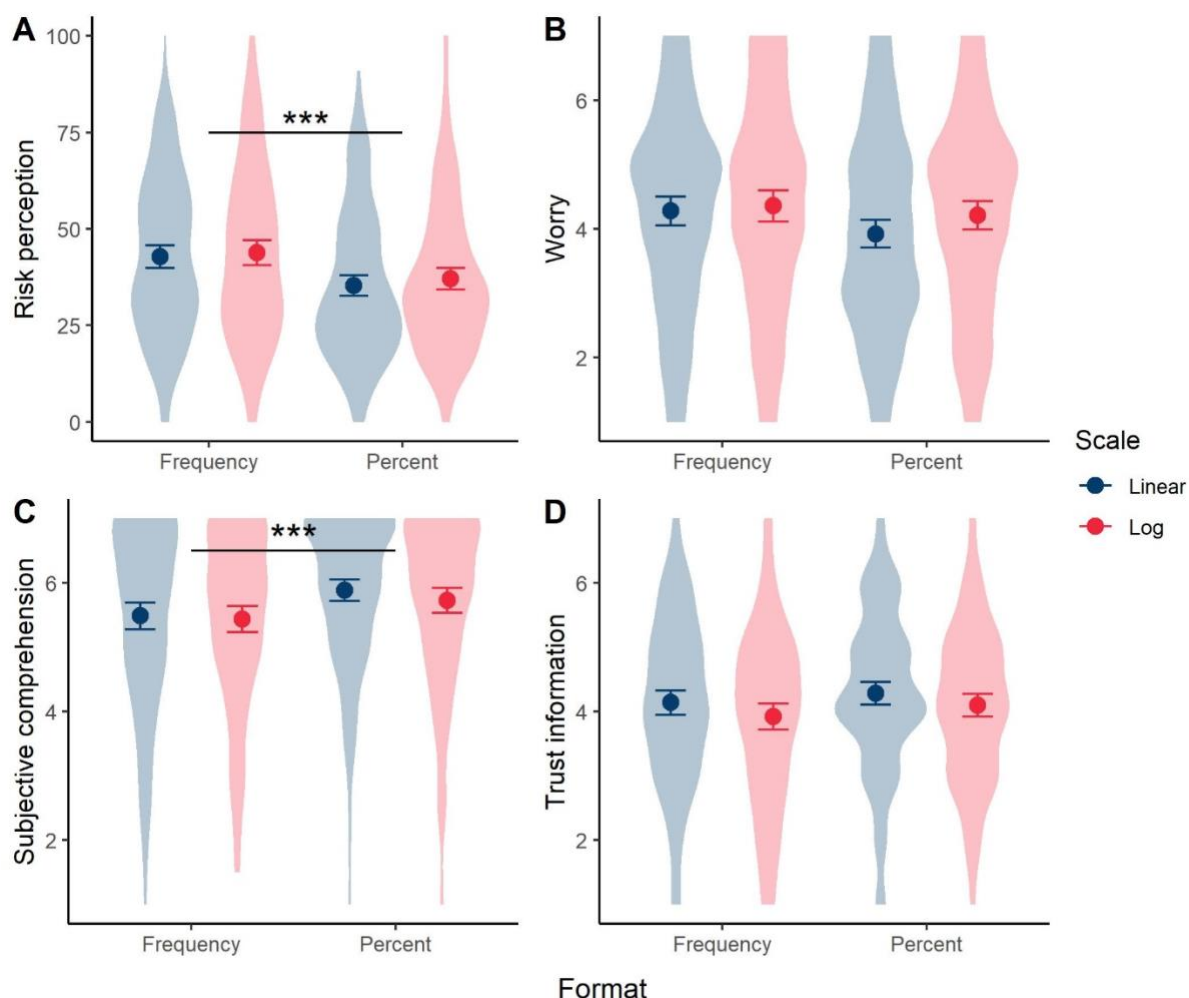 A
100
75
50
25
0
Risk perception
***
Frequency
Percent
B
6
4
2
Worry
Frequency
Percent
C
6
4
2
Subjective comprehension
***
Frequency
Percent
D
6
4
2
Trust information
Frequency
Percent
Scale
Linear
Log
Format